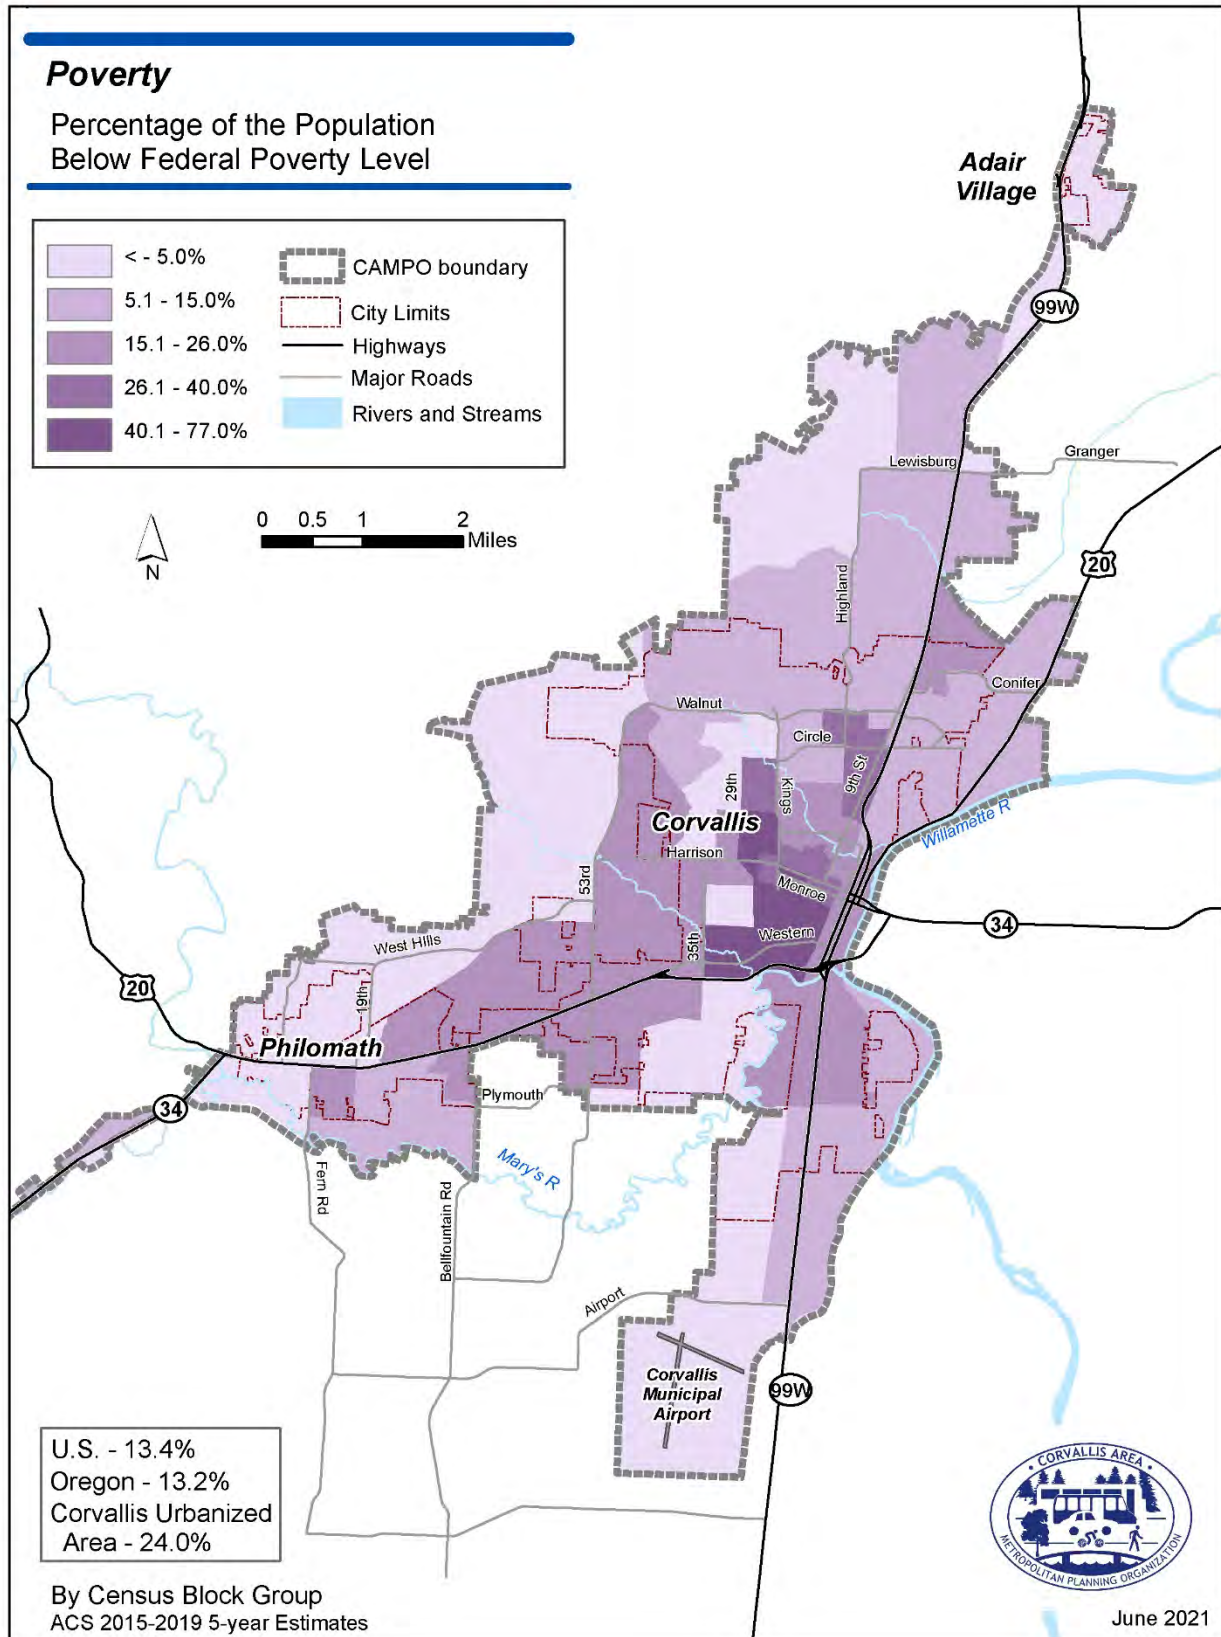 Poverty
Percentage of the Population
Below Federal Poverty Level
< - 5.0%
5.1 - 15.0%
15.1 - 26.0%
26.1 - 40.0%
40.1 - 77.0%
CAMPO boundary
City Limits
Highways
Major Roads
Rivers and Streams
0 0.5 1 2
Miles
N
Adair
Village
99W
Granger
Lewisburg
20
Highland
Conifer
Walnut
Circle
9th St
Kings
29th
Corvallis
Willamette R
Harrison
Monroe
53rd
34
Western
35th
West HIlls
20
19th
Philomath
Plymouth
34
Mary's R
Fern Rd
Bellfountain Rd
Airport
Corvallis
Municipal
Airport
99W
U.S. - 13.4%
Oregon - 13.2%
Corvallis Urbanized
Area - 24.0%
By Census Block Group
ACS 2015-2019 5-year Estimates
• CORVALLIS AREA •
METROPOLITAN PLANNING ORGANIZATION
June 2021